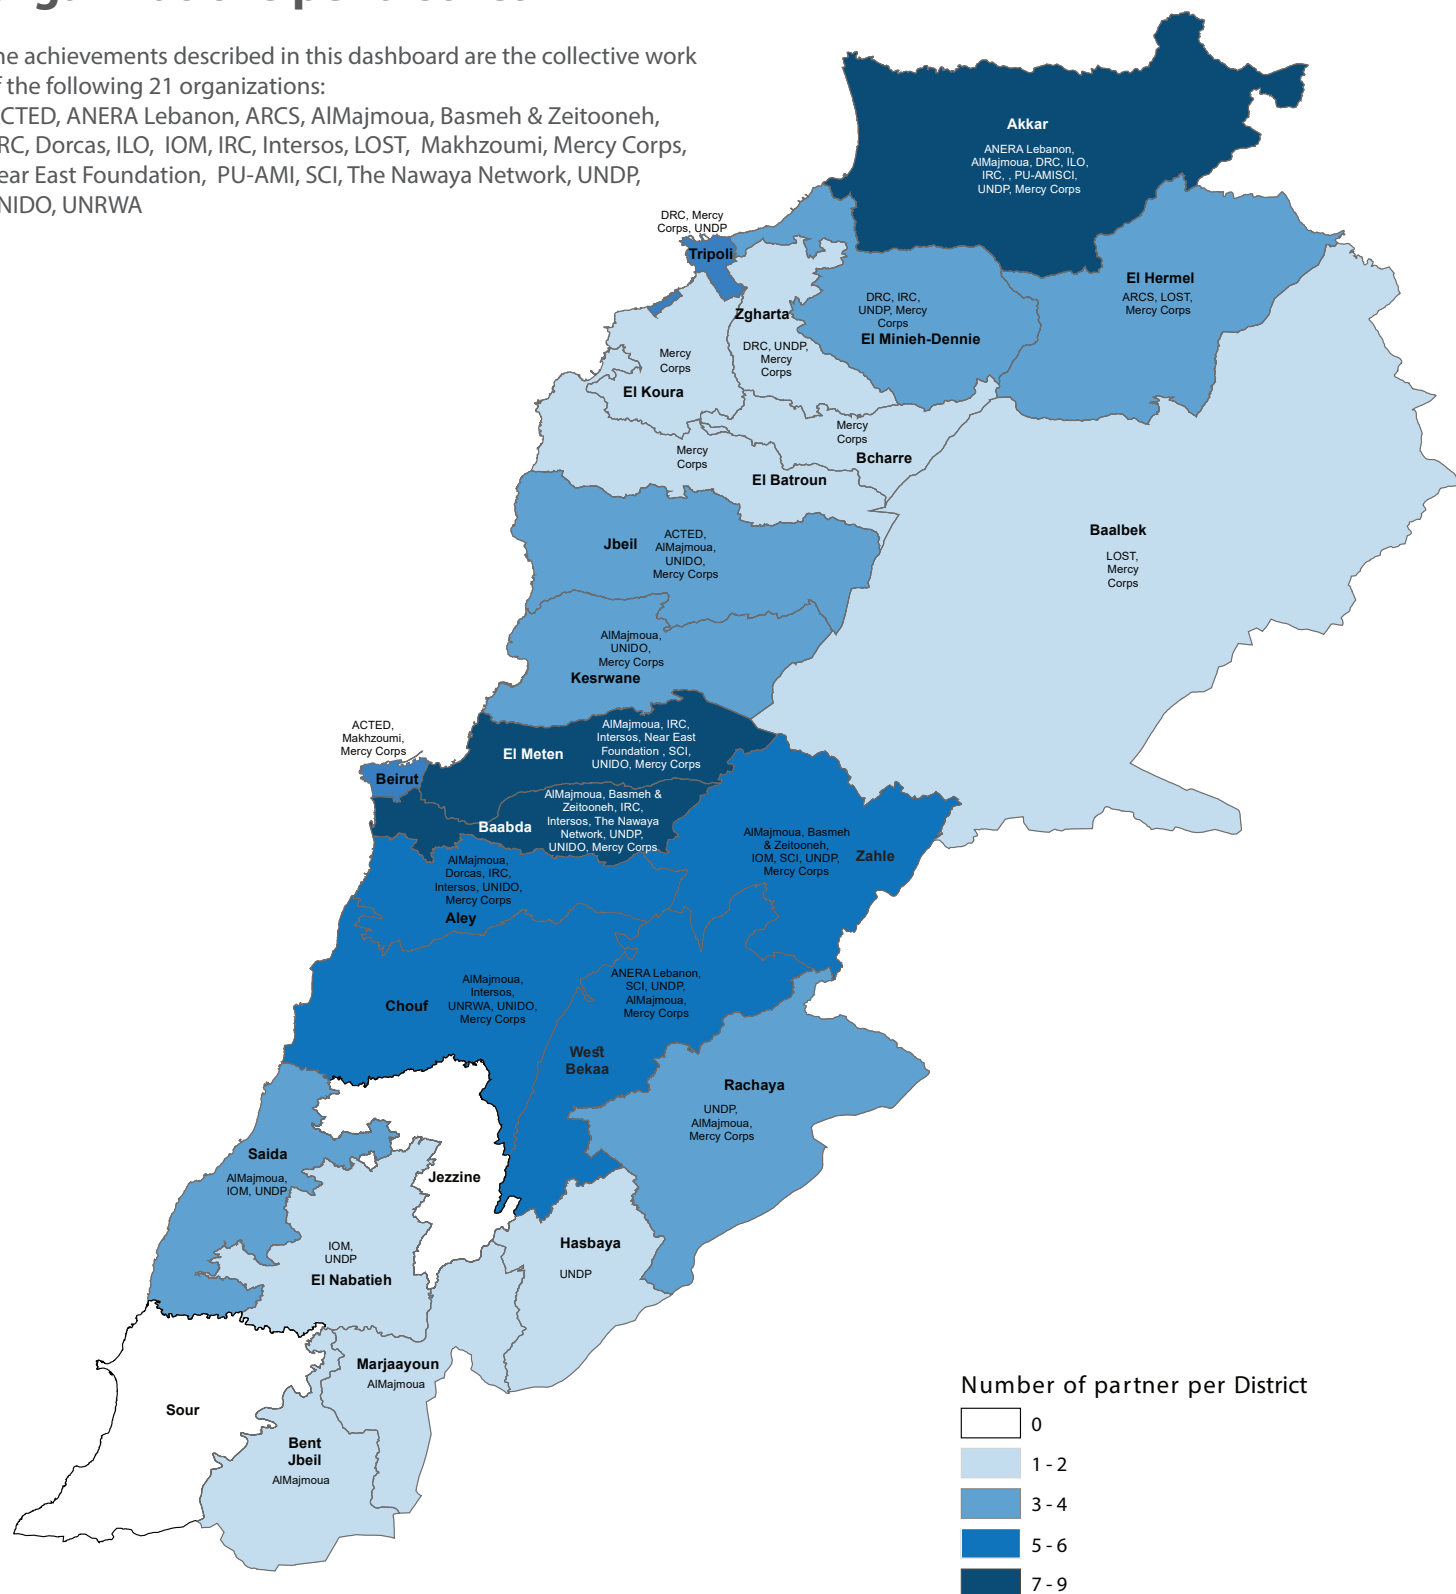 he achievements described in this dashboard are the collective work
f the following 21 organizations:
CTED, ANERA Lebanon, ARCS, AlMajmoua, Basmeh & Zeitooneh,
RC, Dorcas, ILO, IOM, IRC, Intersos, LOST, Makhzoumi, Mercy Corps,
ear East Foundation, PU-AMI, SCI, The Nawaya Network, UNDP,
NIDO, UNRWA
Akkar
ANERA Lebanon,
AlMajmoua, DRC, ILO,
IRC, , PU-AMISCI,
UNDP, Mercy Corps
DRC, Mercy
Corps, UNDP
Tripoli
El Hermel
ARCS, LOST,
Mercy Corps
DRC, IRC,
UNDP, Mercy
Corps
El Minieh-Dennie
Zgharta
DRC, UNDP,
Mercy
Corps
Mercy
Corps
El Koura
Mercy
Corps
Bcharre
Mercy
Corps
El Batroun
Baalbek
LOST,
Mercy
Corps
Jbeil
ACTED,
AlMajmoua,
UNIDO,
Mercy Corps
AlMajmoua,
UNIDO,
Mercy Corps
Kesrwane
ACTED,
Makhzoumi,
Mercy Corps
Beirut
El Meten
AlMajmoua, IRC,
Intersos, Near East
Foundation , SCI,
UNIDO, Mercy Corps
Baabda
AlMajmoua, Basmeh &
Zeitooneh, IRC,
Intersos, The Nawaya
Network, UNDP,
UNIDO, Mercy Corps
AlMajmoua, Basmeh
& Zeitooneh,
IOM, SCI, UNDP,
Mercy Corps
Zahle
AlMajmoua,
Dorcas, IRC,
Intersos, UNIDO,
Mercy Corps
Aley
Chouf
AlMajmoua,
Intersos,
UNRWA, UNIDO,
Mercy Corps
ANERA Lebanon,
SCI, UNDP,
AlMajmoua,
Mercy Corps
West
Bekaa
Rachaya
UNDP,
AlMajmoua,
Mercy Corps
Saida
AlMajmoua,
IOM, UNDP
Jezzine
Hasbaya
UNDP
IOM,
UNDP
El Nabatieh
Marjaayoun
AlMajmoua
Sour
Bent
Jbeil
AlMajmoua
Number of partner per District
0
1 - 2
3 - 4
5 - 6
7 - 9